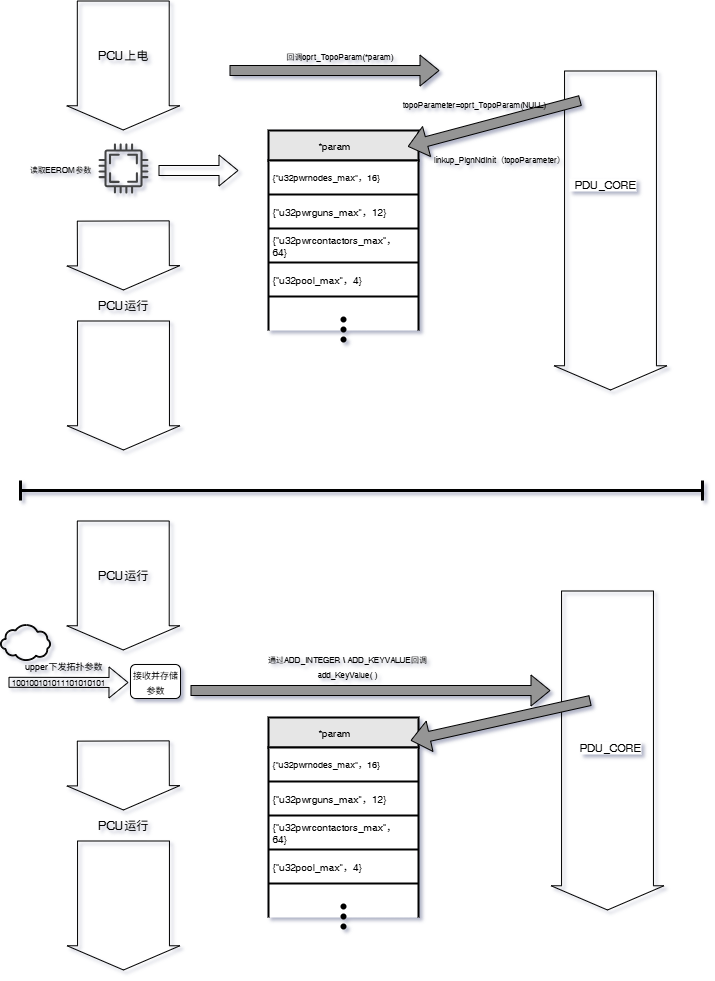 PCU上电
回调oprt_TopoParam(*param)
topoParameter=oprt_TopoParam(NULL)
linkup_PlgnNdInit（topoParameter）
PDU_CORE
读取EEROM参数
*param
{"u32pwrnodes_max"，16}
{"u32pwrguns_max"，12}
{"u32pwrcontactors_max"，
64}
{"u32pool_max"，4}
PCU运行
PCU运行
upper下发拓扑参数
100100101011101010101
接收并存储
参数
通过ADD_INTEGER \ ADD_KEYVALUE回调
add_KeyValue( )
PDU_CORE
*param
{"u32pwrnodes_max"，16}
{"u32pwrguns_max"，12}
{"u32pwrcontactors_max"，
64}
{"u32pool_max"，4}
PCU运行